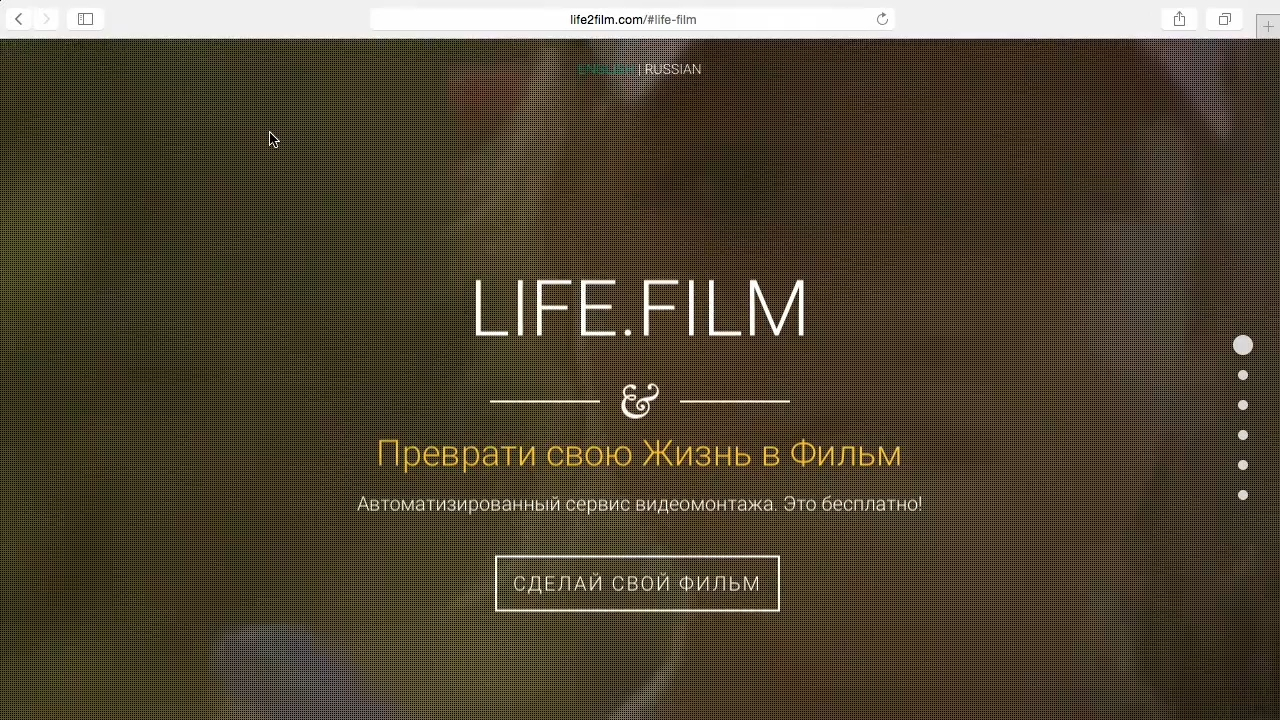 life2film.com/#life-film
ENGLISH | RUSSIAN
LIFE.FILM
&
Преврати свою Жизнь в Фильм
Автоматизированный сервис видеомонтажа. Это бесплатно!
СДЕЛАЙ СВОЙ ФИЛЬМ